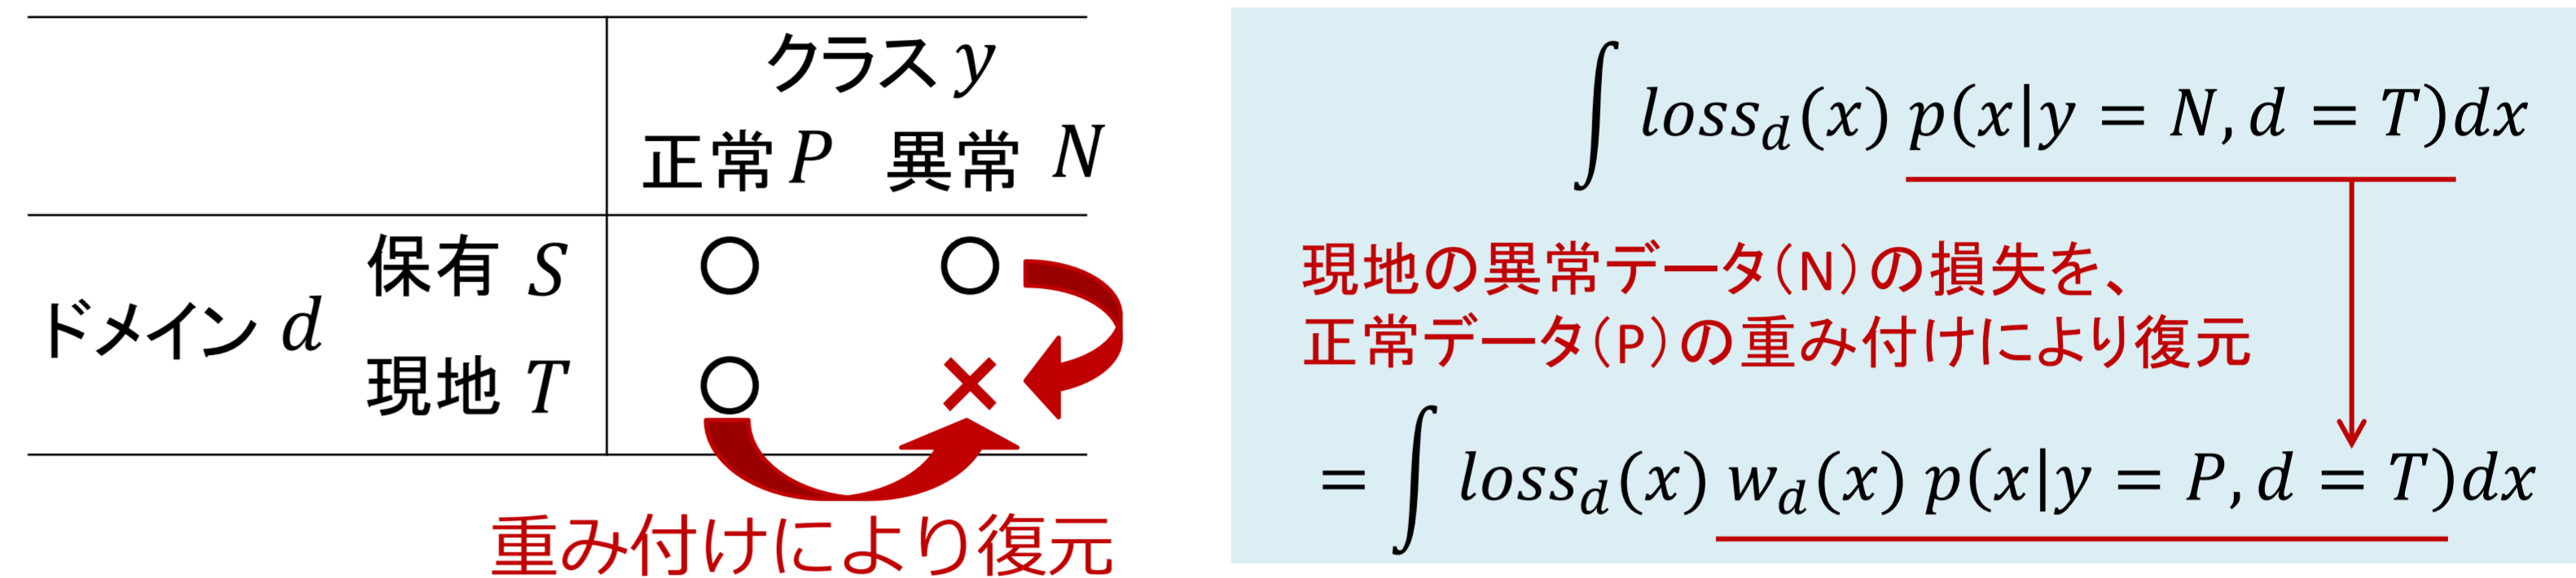 クラス y
正常 P 異常 N
ドメイン d
保有 S ○ ○
現地 T ○ ×
重み付けにより復元
∫ loss_d(x) p(x|y = N, d = T)dx
現地の異常データ(N)の損失を、
正常データ(P)の重み付けにより復元
= ∫ loss_d(x) w_d(x) p(x|y = P, d = T)dx